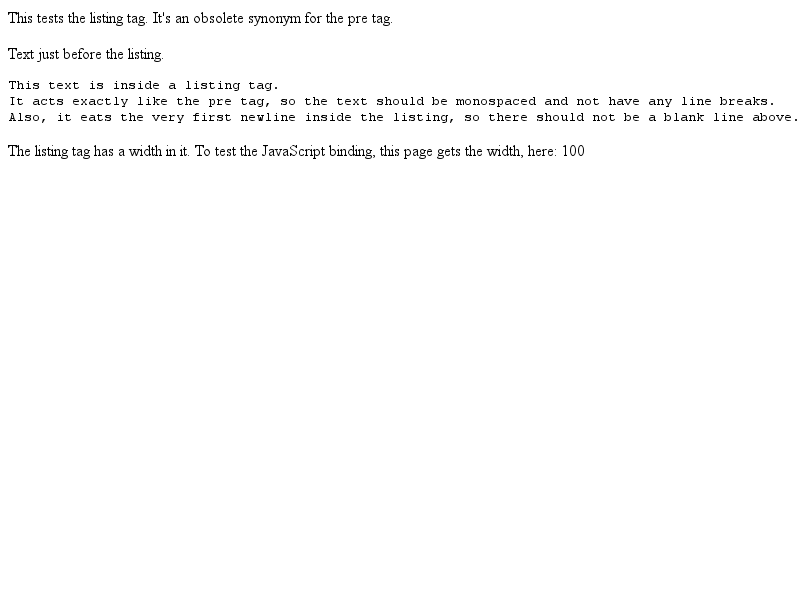 This tests the listing tag. It's an obsolete synonym for the pre tag.
Text just before the listing.
This text is inside a listing tag.
It acts exactly like the pre tag, so the text should be monospaced and not have any line breaks.
Also, it eats the very first newline inside the listing, so there should not be a blank line above.
The listing tag has a width in it. To test the JavaScript binding, this page gets the width, here: 100